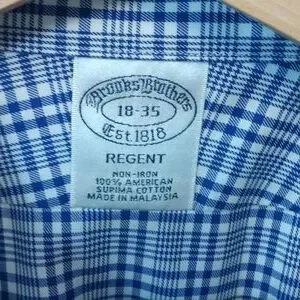 Brooks Brothers
18-35
Est. 1818
REGENT
NON-IRON
100% AMERICAN
SUPIMA COTTON
MADE IN MALAYSIA